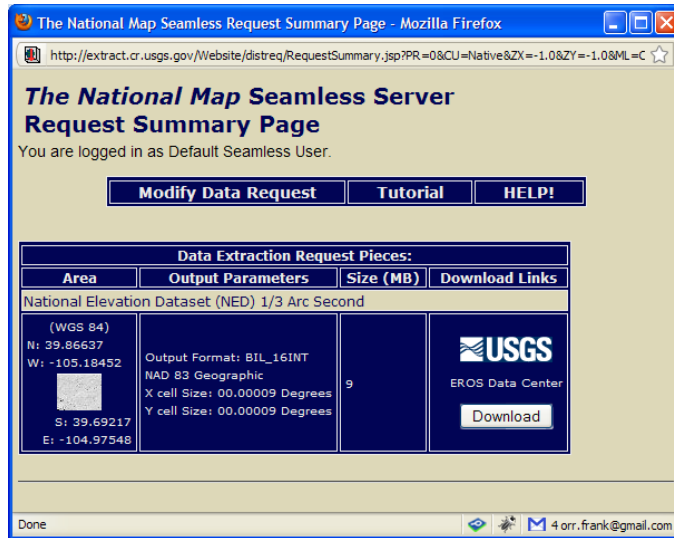 The National Map Seamless Request Summary Page - Mozilla Firefox
http://extract.cr.usgs.gov/Website/distreq/RequestSummary.jsp?PR=0&CU=Native&ZX=-1.0&ZY=-1.0&ML=C
The National Map Seamless Server
Request Summary Page
You are logged in as Default Seamless User.
Modify Data Request Tutorial HELP!
Data Extraction Request Pieces:
Area Output Parameters Size (MB) Download Links
National Elevation Dataset (NED) 1/3 Arc Second
(WGS 84)
N: 39.86637
W: -105.18452
S: 39.69217
E: -104.97548
Output Format: BIL_16INT
NAD 83 Geographic
X cell Size: 00.00009 Degrees
Y cell Size: 00.00009 Degrees
9
USGS
EROS Data Center
Download
Done
4 orr.frank@gmail.com